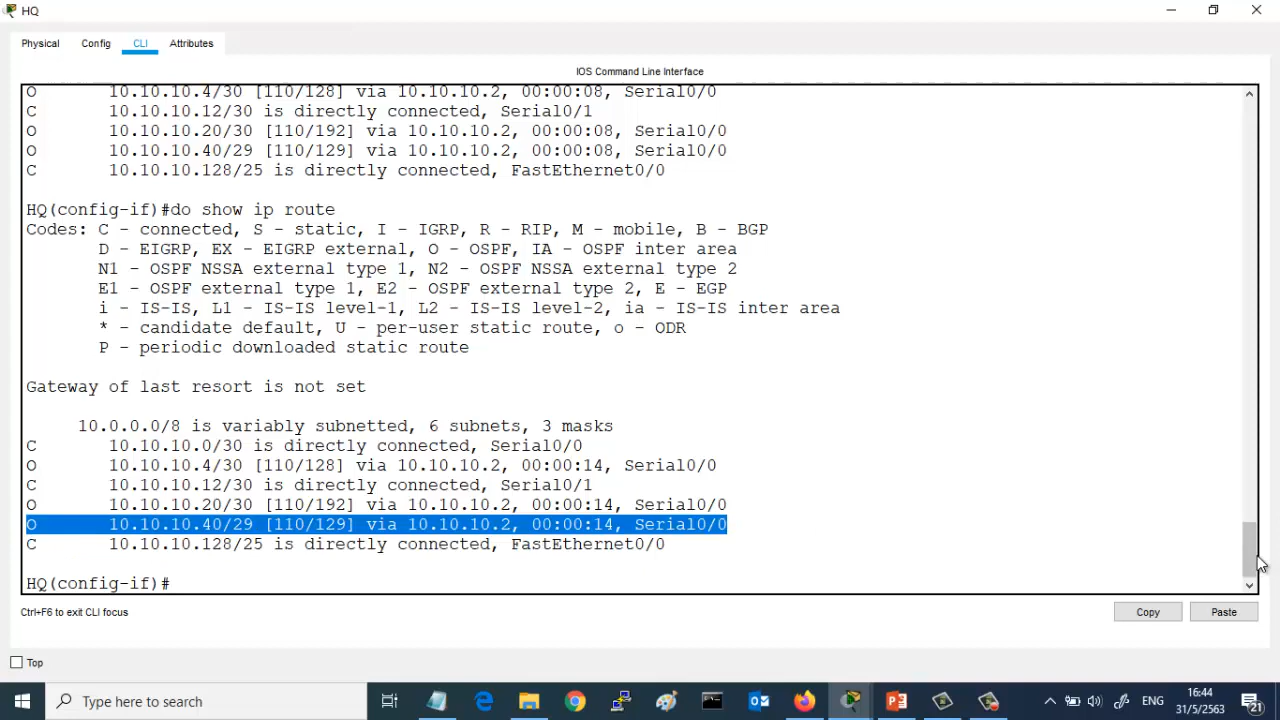 HQ
Physical Config CLI Attributes
IOS Command Line Interface
O 10.10.10.4/30 [110/128] via 10.10.10.2, 00:00:08, Serial0/0
C 10.10.10.12/30 is directly connected, Serial0/1
O 10.10.10.20/30 [110/192] via 10.10.10.2, 00:00:08, Serial0/0
O 10.10.10.40/29 [110/129] via 10.10.10.2, 00:00:08, Serial0/0
C 10.10.10.128/25 is directly connected, FastEthernet0/0
HQ(config-if)#do show ip route
Codes: C - connected, S - static, I - IGRP, R - RIP, M - mobile, B - BGP
D - EIGRP, EX - EIGRP external, O - OSPF, IA - OSPF inter area
N1 - OSPF NSSA external type 1, N2 - OSPF NSSA external type 2
E1 - OSPF external type 1, E2 - OSPF external type 2, E - EGP
i - IS-IS, L1 - IS-IS level-1, L2 - IS-IS level-2, ia - IS-IS inter area
* - candidate default, U - per-user static route, o - ODR
P - periodic downloaded static route
Gateway of last resort is not set
10.0.0.0/8 is variably subnetted, 6 subnets, 3 masks
C 10.10.10.0/30 is directly connected, Serial0/0
O 10.10.10.4/30 [110/128] via 10.10.10.2, 00:00:14, Serial0/0
C 10.10.10.12/30 is directly connected, Serial0/1
O 10.10.10.20/30 [110/192] via 10.10.10.2, 00:00:14, Serial0/0
O 10.10.10.40/29 [110/129] via 10.10.10.2, 00:00:14, Serial0/0
C 10.10.10.128/25 is directly connected, FastEthernet0/0
HQ(config-if)#
Ctrl+F6 to exit CLI focus
Copy Paste
Top
Type here to search
ENG
16:44
31/5/2563
21